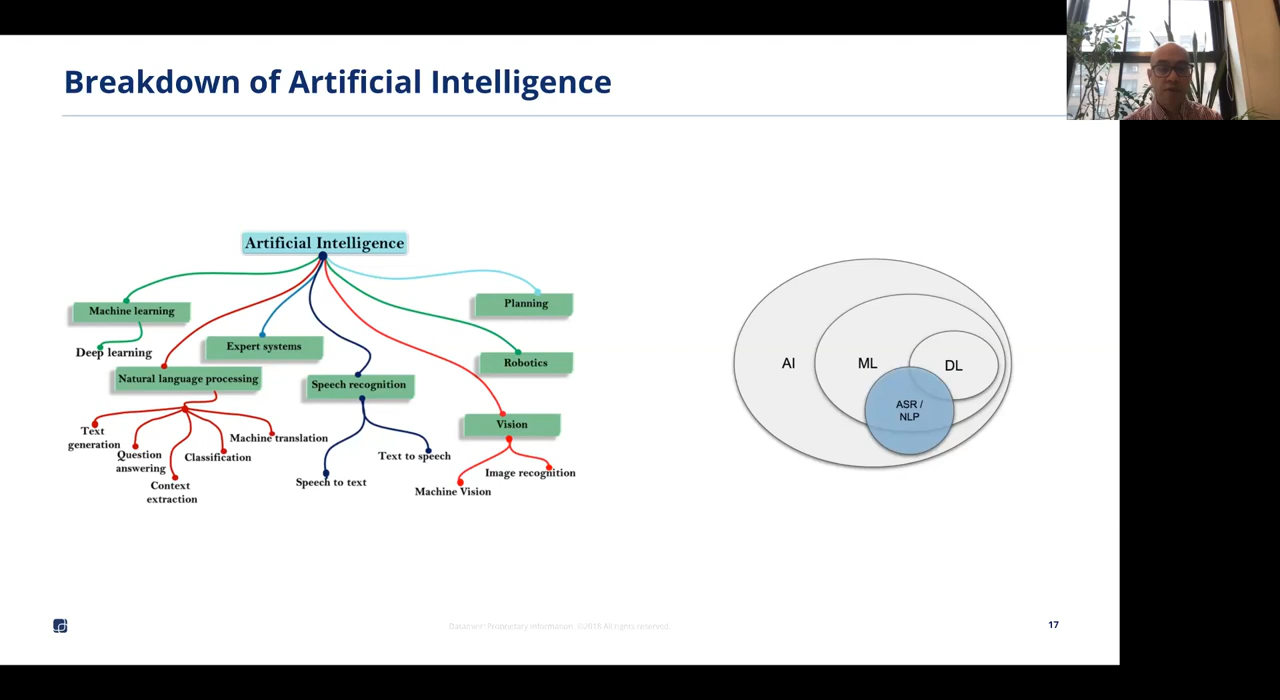 Breakdown of Artificial Intelligence
Artificial Intelligence
Machine learning
Deep learning
Natural language processing
Text
generation
Question
answering
Context
extraction
Classification
Machine translation
Expert systems
Speech recognition
Speech to text
Text to speech
Planning
Robotics
Vision
Machine Vision
Image recognition
AI
ML
DL
ASR /
NLP
Datameer: Proprietary Information. ©2018 All rights reserved.
17